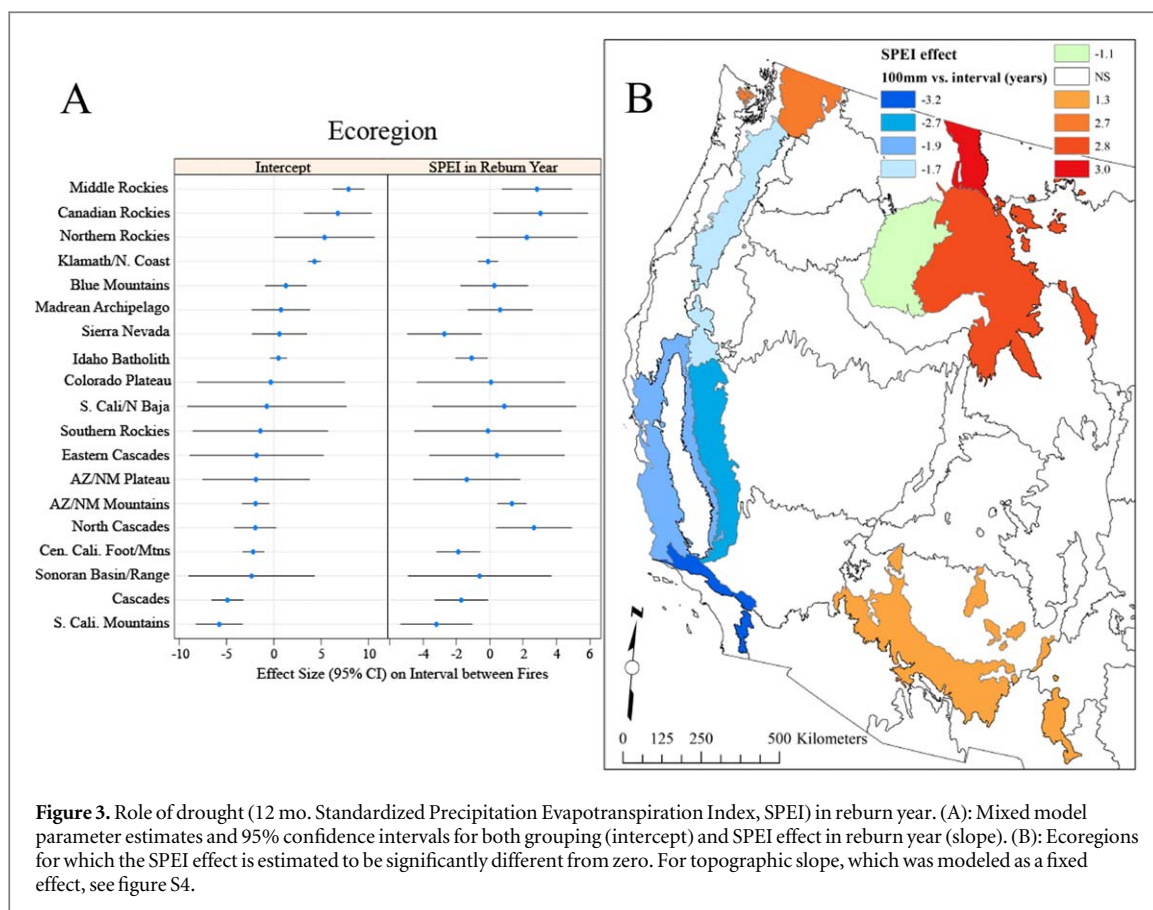 A
Ecoregion
Intercept
SPEI in Reburn Year
Middle Rockies
Canadian Rockies
Northern Rockies
Klamath/N. Coast
Blue Mountains
Madrean Archipelago
Sierra Nevada
Idaho Batholith
Colorado Plateau
S. Cali/N Baja
Southern Rockies
Eastern Cascades
AZ/NM Plateau
AZ/NM Mountains
North Cascades
Cen. Cali. Foot/Mtns
Sonoran Basin/Range
Cascades
S. Cali. Mountains
-10 -5 0 5 10 -4 -2 0 2 4 6
Effect Size (95% CI) on Interval between Fires
B
SPEI effect
100mm vs. interval (years)
-3.2
-2.7
-1.9
-1.7
-1.1
NS
1.3
2.7
2.8
3.0
N
0 125 250 500 Kilometers
Figure 3. Role of drought (12 mo. Standardized Precipitation Evapotranspiration Index, SPEI) in reburn year. (A): Mixed model
parameter estimates and 95% confidence intervals for both grouping (intercept) and SPEI effect in reburn year (slope). (B): Ecoregions
for which the SPEI effect is estimated to be significantly different from zero. For topographic slope, which was modeled as a fixed
effect, see figure S4.